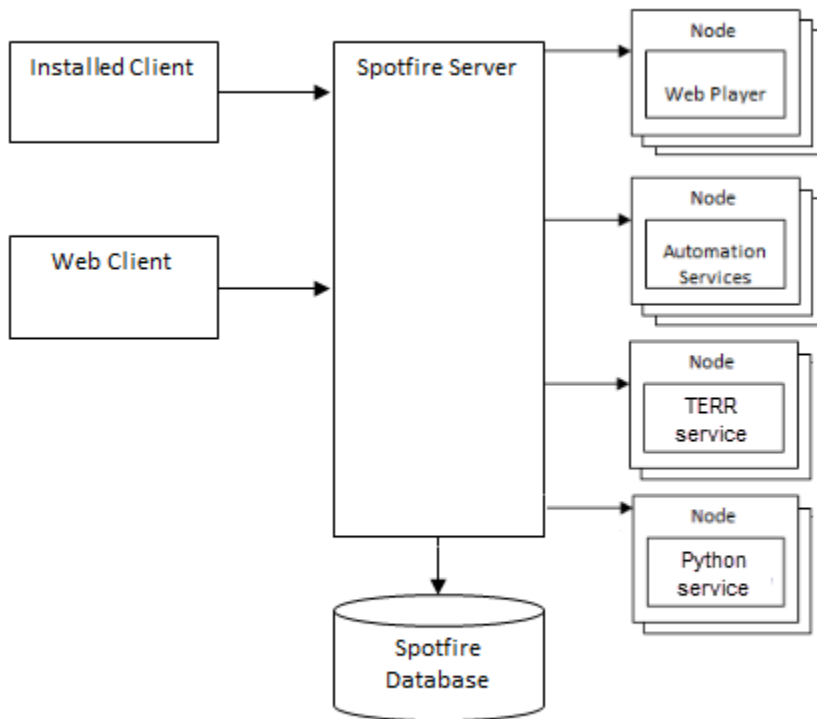 Installed Client
Web Client
Spotfire Server
Spotfire
Database
Node
Web Player
Node
Automation
Services
Node
TERR
service
Node
Python
service